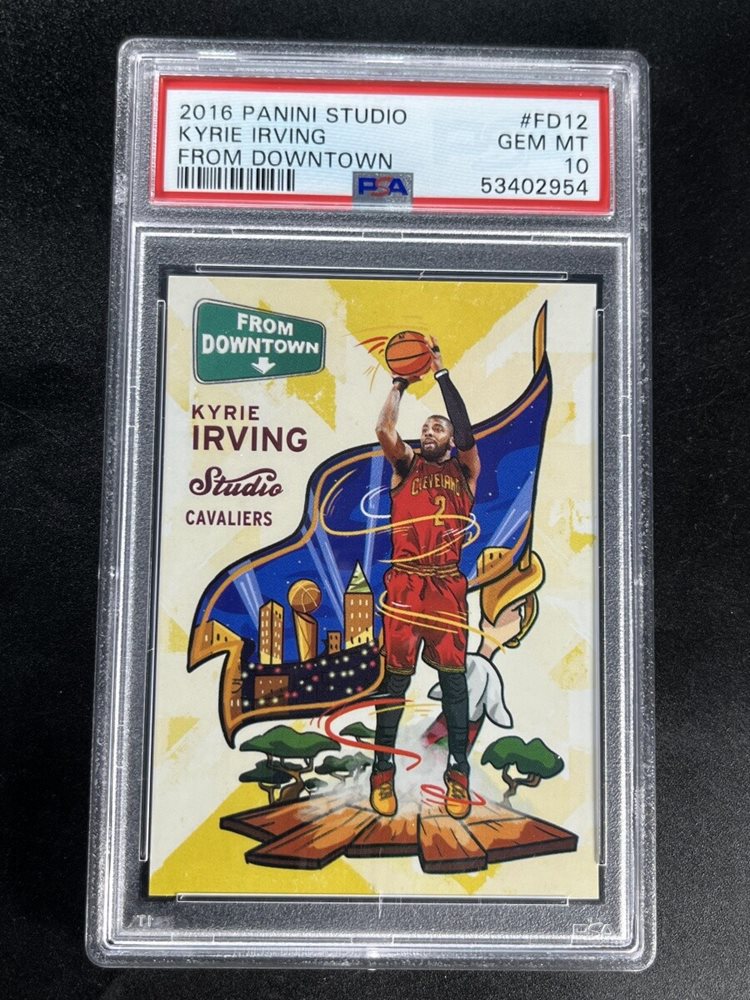 2016 PANINI STUDIO #FD12
KYRIE IRVING GEM MT
FROM DOWNTOWN 10
PSA 53402954
FROM
DOWNTOWN
KYRIE
IRVING
Studio
CAVALIERS
CLEVELAND
2
PSA